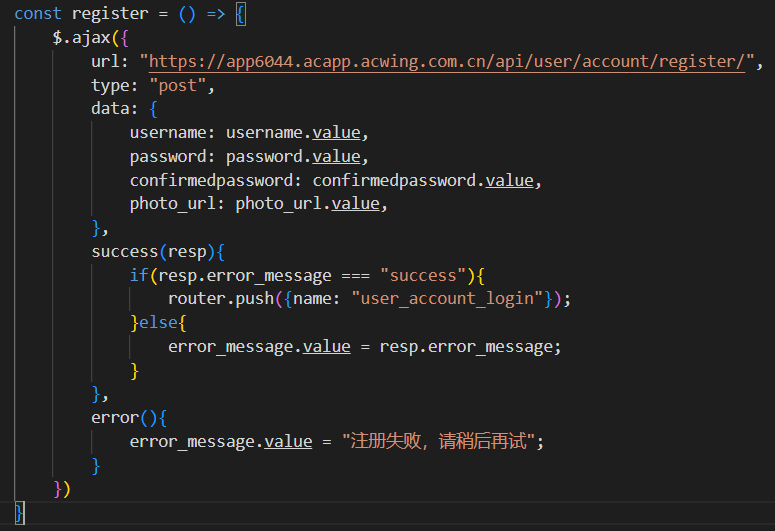 const register = () => {
    $.ajax({
        url: "https://app6044.acapp.acwing.com.cn/api/user/account/register/",
        type: "post",
        data: {
            username: username.value,
            password: password.value,
            confirmedpassword: confirmedpassword.value,
            photo_url: photo_url.value,
        },
        success(resp){
            if(resp.error_message === "success"){
                router.push({name: "user_account_login"});
            }else{
                error_message.value = resp.error_message;
            }
        },
        error(){
            error_message.value = "注册失败，请稍后再试";
        }
    })
}